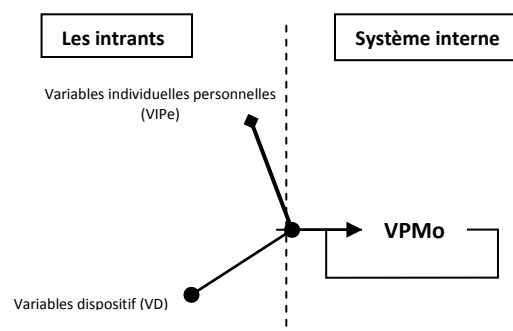 Les intrants
Système interne
Variables individuelles personnelles
(VIPe)
VPMo
Variables dispositif (VD)